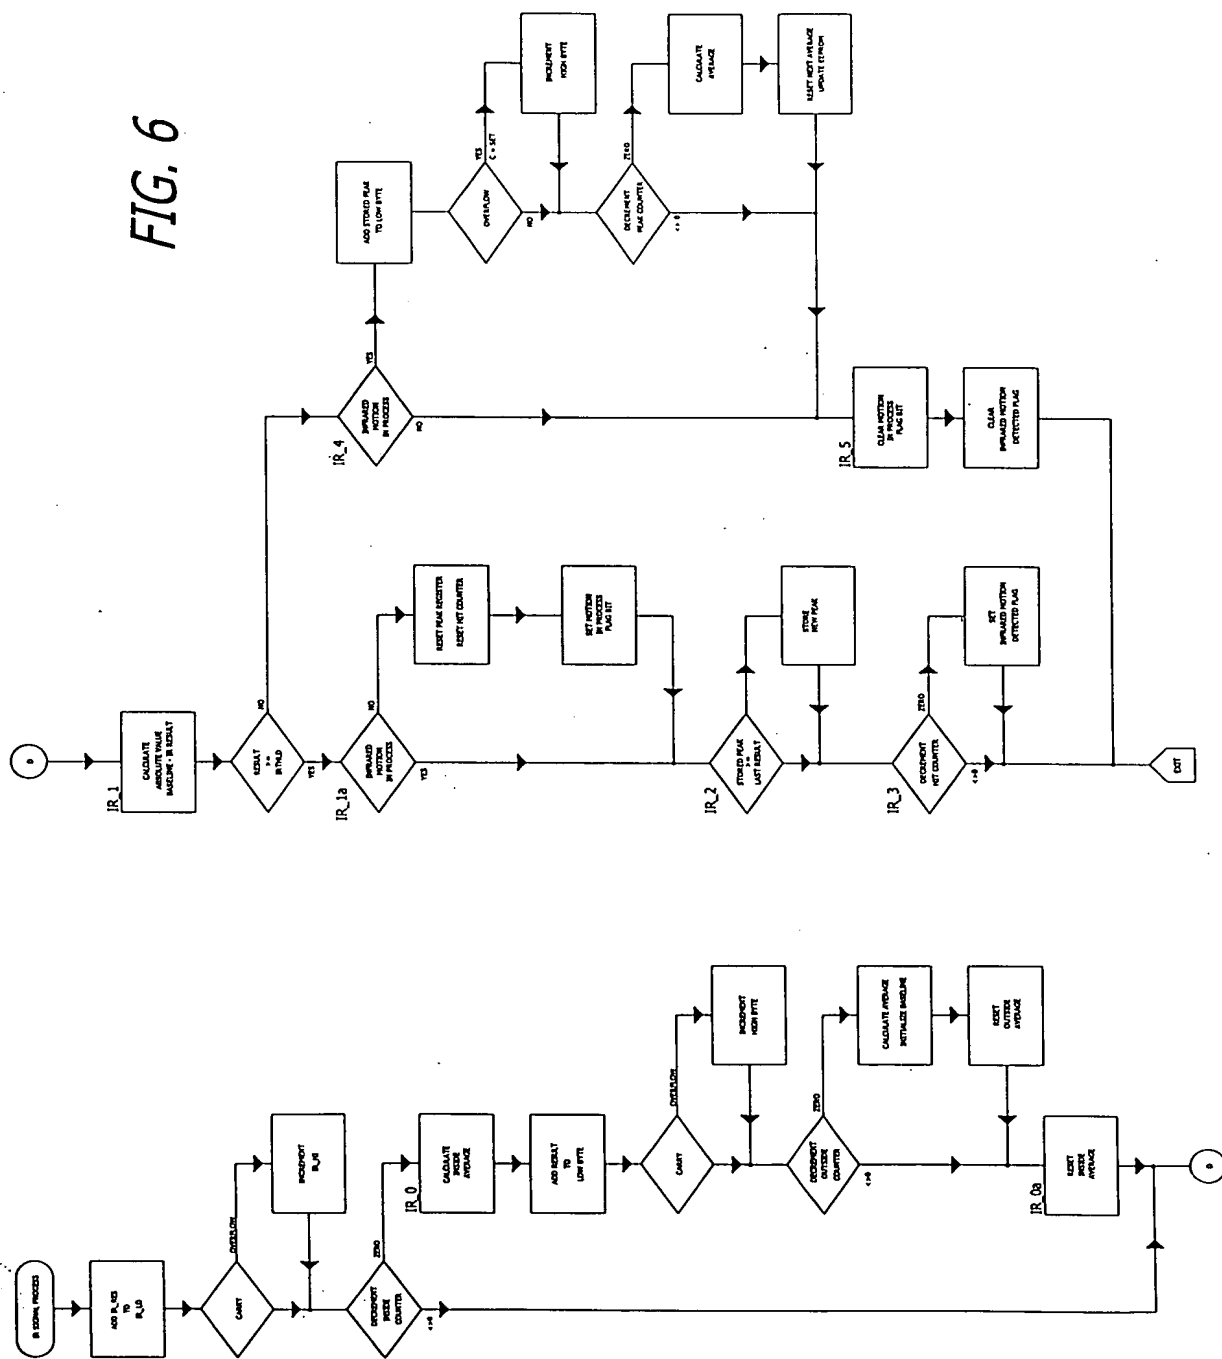 FIG. 6
IR SIGNAL PROCESS
ADD IR_RES
TO
IR_LO
CARRY
OVERFLOW
INCREMENT
IR_HI
DECREMENT
INSIDE
COUNTER
ZERO
<>0
IR_0
CALCULATE
INSIDE
AVERAGE
ADD RESULT
TO
LOW BYTE
CARRY
OVERFLOW
INCREMENT
HIGH BYTE
DECREMENT
OUTSIDE
COUNTER
ZERO
<>0
CALCULATE AVERAGE
INITIALIZE BASELINE
RESET
OUTSIDE
AVERAGE
IR_0a
RESET
INSIDE
AVERAGE
D
D
IR_1
CALCULATE
ABSOLUTE VALUE
BASELINE - IR RESULT
RESULT
>=
IRTHLD
NO
YES
IR_1a
INFRARED
MOTION
IN PROCESS
NO
YES
RESET PEAK REGISTER
RESET HIT COUNTER
SET MOTION
IN PROCESS
FLAG BIT
IR_2
STORED PEAK
>=
LAST RESULT
STORE
NEW PEAK
IR_3
DECREMENT
HIT COUNTER
ZERO
<>0
SET
INFRARED MOTION
DETECTED FLAG
EXIT
IR_4
INFRARED
MOTION
IN PROCESS
YES
NO
ADD STORED PEAK
TO LOW BYTE
OVERFLOW
YES
C = SET
NO
INCREMENT
HIGH BYTE
DECREMENT
PEAK COUNTER
ZERO
<>0
CALCULATE
AVERAGE
RESET NEXT AVERAGE
UPDATE EEPROM
IR_5
CLEAR MOTION
IN PROCESS
FLAG BIT
CLEAR
INFRARED MOTION
DETECTED FLAG